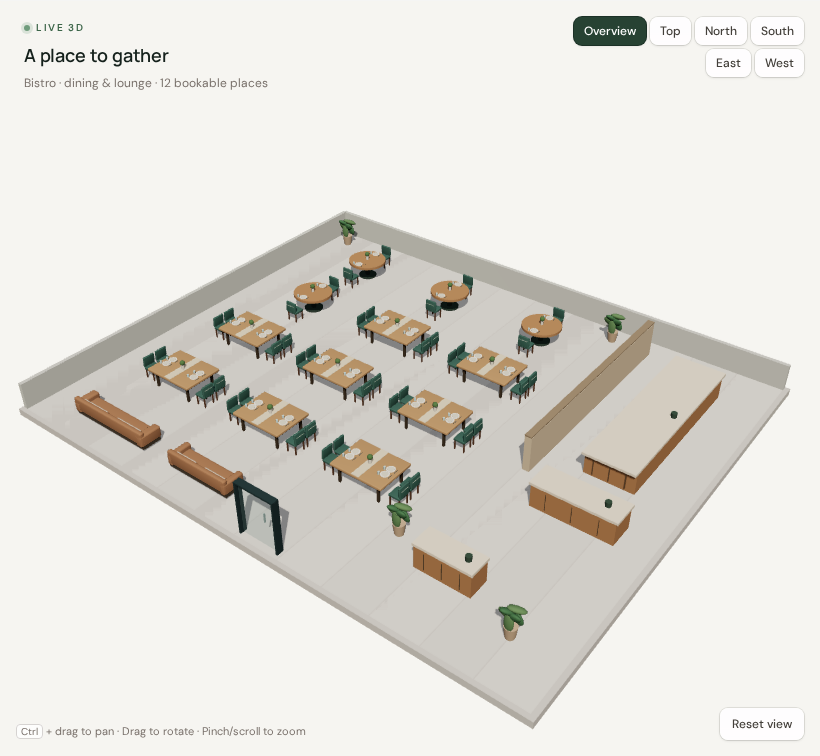 LIVE 3D
A place to gather
Bistro · dining & lounge · 12 bookable places
Overview Top North South
East West
Ctrl + drag to pan · Drag to rotate · Pinch/scroll to zoom
Reset view